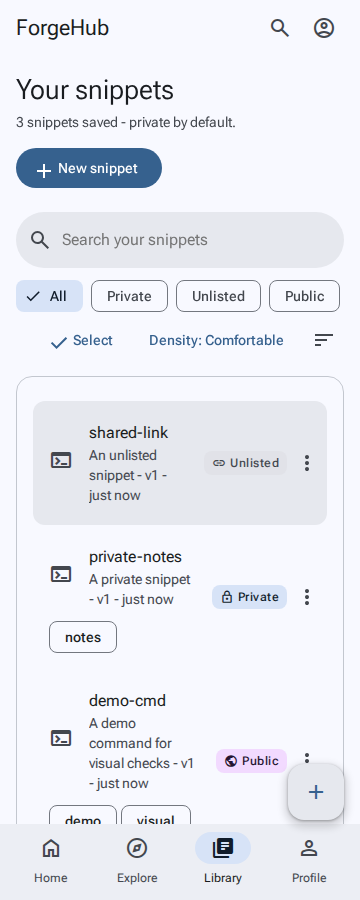 ForgeHub
Your snippets
3 snippets saved - private by default.
New snippet
Search your snippets
All
Private
Unlisted
Public
Select
Density: Comfortable
shared-link
An unlisted
snippet - v1 -
just now
Unlisted
private-notes
A private snippet
- v1 - just now
Private
notes
demo-cmd
A demo
command for
visual checks - v1
- just now
Public
demo
visual
Home
Explore
Library
Profile